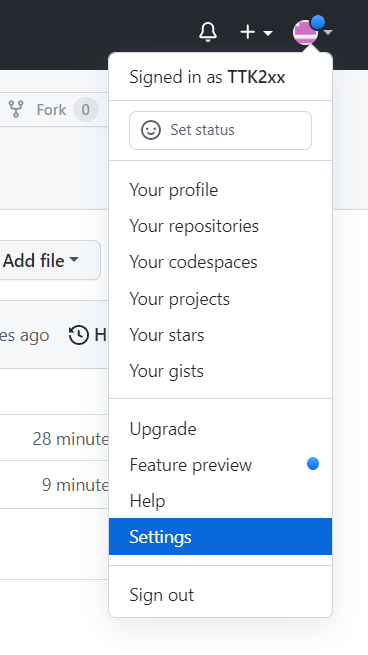 Fork 0
Signed in as TTK2xx
Set status
Your profile
Your repositories
Add file
Your codespaces
Your projects
es ago
H
Your stars
Your gists
Upgrade
28 minute
Feature preview
9 minute
Help
Settings
Sign out